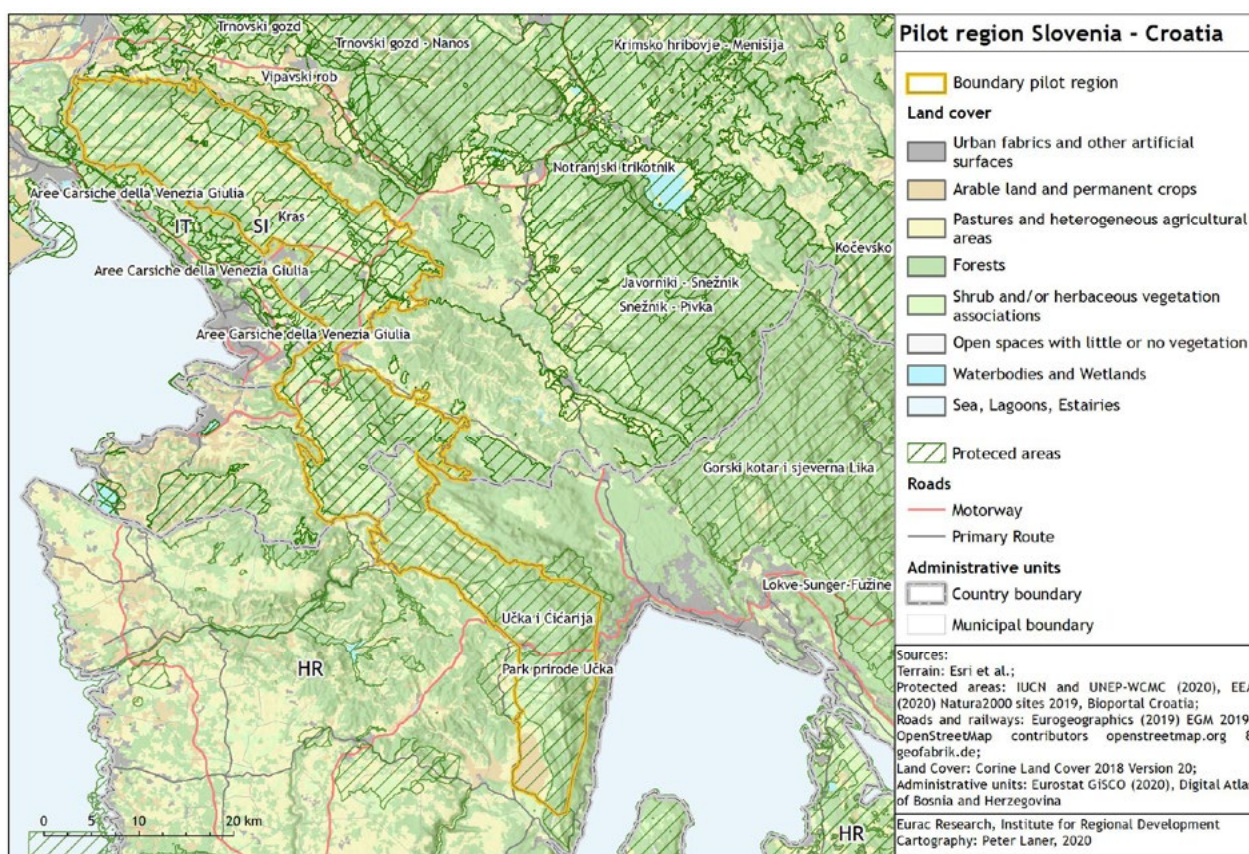 Trnovski gozd
Trnovski gozd - Nanos
Krimsko hribovje - Menišija
Vipavski rob
Notranjski trikotnik
Aree Carsiche della Venezia Giulia
IT
SI
Kras
Kočevsko
Aree Carsiche della Venezia Giulia
Javorniki - Snežnik
Snežnik - Pivka
Aree Carsiche della Venezia Giulia
Gorski kotar i sjeverna Lika
Lokve-Sunger-Fužine
Učka i Ćićarija
HR
Park prirode Učka
HR
0 5 10 20 km
Pilot region Slovenia - Croatia
Boundary pilot region
Land cover
Urban fabrics and other artificial
surfaces
Arable land and permanent crops
Pastures and heterogeneous agricultural
areas
Forests
Shrub and/or herbaceous vegetation
associations
Open spaces with little or no vegetation
Waterbodies and Wetlands
Sea, Lagoons, Estairies
Proteced areas
Roads
Motorway
Primary Route
Administrative units
Country boundary
Municipal boundary
Sources:
Terrain: Esri et al.;
Protected areas: IUCN and UNEP-WCMC (2020), EEA
(2020) Natura2000 sites 2019, Bioportal Croatia;
Roads and railways: Eurogeographics (2019) EGM 2019,
OpenStreetMap contributors openstreetmap.org &
geofabrik.de;
Land Cover: Corine Land Cover 2018 Version 20;
Administrative units: Eurostat GISCO (2020), Digital Atlas
of Bosnia and Herzegovina
Eurac Research, Institute for Regional Development
Cartography: Peter Laner, 2020